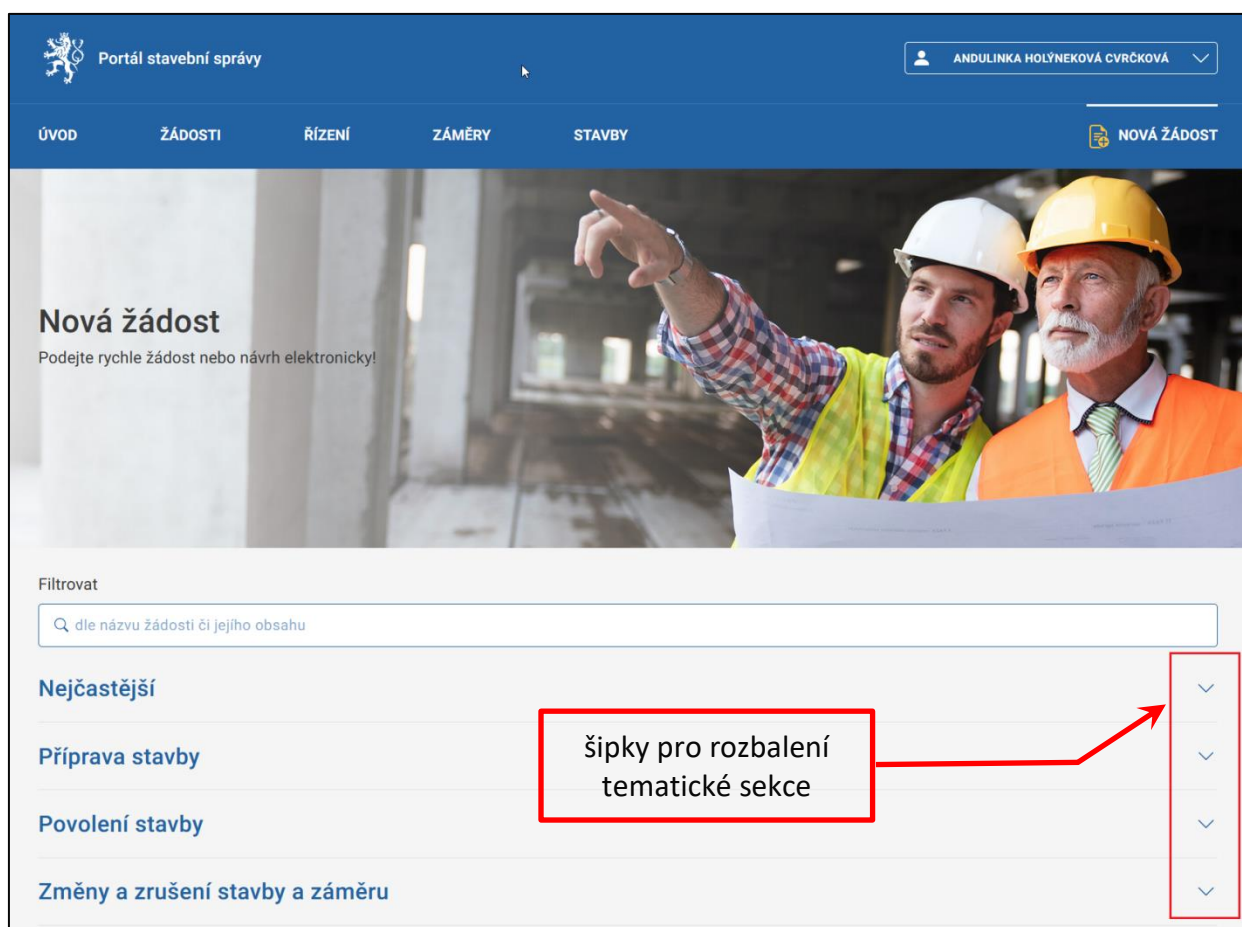 Portál stavební správy
ANDULINKA HOLÝNEKOVÁ CVRČKOVÁ
ÚVOD ŽÁDOSTI ŘÍZENÍ ZÁMĚRY STAVBY NOVÁ ŽÁDOST
Nová žádost
Podejte rychle žádost nebo návrh elektronicky!
Filtrovat
dle názvu žádosti či jejího obsahu
Nejčastější
Příprava stavby
šipky pro rozbalení
tematické sekce
Povolení stavby
Změny a zrušení stavby a záměru